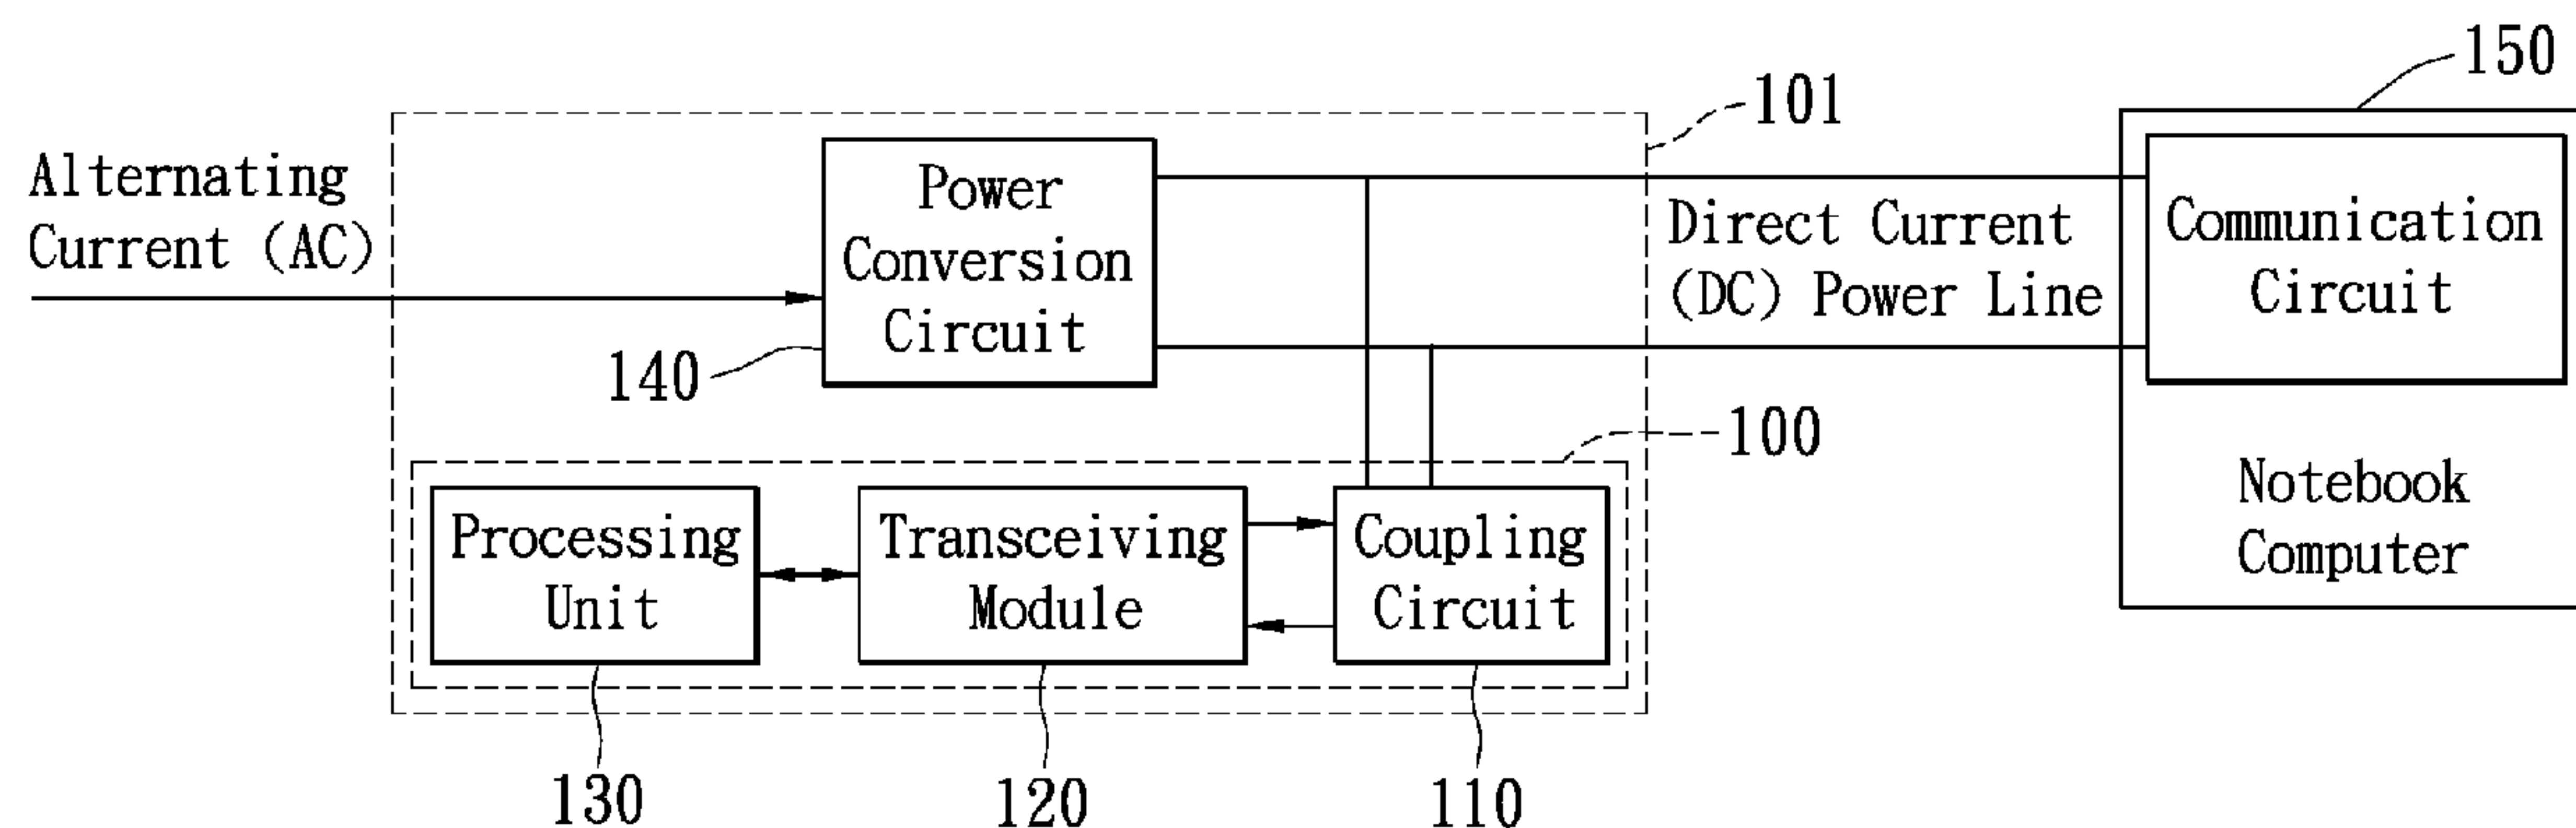 150
101
Alternating
Current (AC)
Power
Conversion
Circuit
140
Direct Current
(DC) Power Line
Communication
Circuit
Notebook
Computer
100
Processing
Unit
Transceiving
Module
Coupling
Circuit
130
120
110